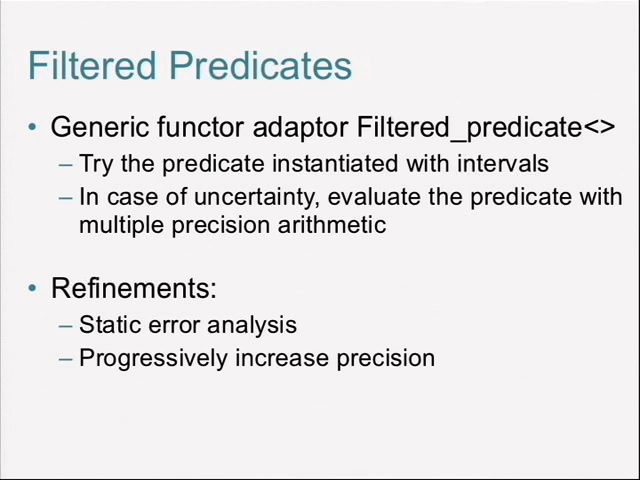 Filtered Predicates
• Generic functor adaptor Filtered_predicate<>
– Try the predicate instantiated with intervals
– In case of uncertainty, evaluate the predicate with
multiple precision arithmetic
• Refinements:
– Static error analysis
– Progressively increase precision